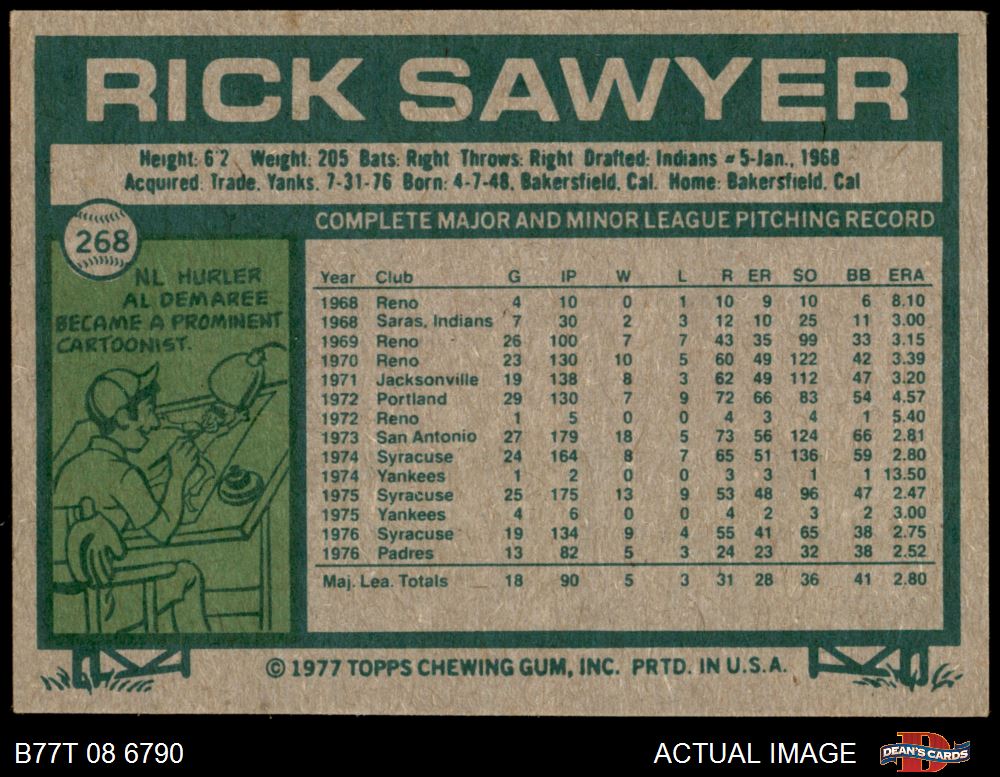 RICK SAWYER
Height: 6'2 Weight: 205 Bats: Right Throws: Right Drafted: Indians = 5-Jan., 1968
Acquired: Trade, Yanks, 7-31-76 Born: 4-7-48, Bakersfield, Cal. Home: Bakersfield, Cal
268
COMPLETE MAJOR AND MINOR LEAGUE PITCHING RECORD
NL HURLER
AL DEMAREE
BECAME A PROMINENT
CARTOONIST.
Year Club G IP W L R ER SO BB ERA
1968 Reno 4 10 0 1 10 9 10 6 8.10
1968 Saras. Indians 7 30 2 3 12 10 25 11 3.00
1969 Reno 26 100 7 7 43 35 99 33 3.15
1970 Reno 23 130 10 5 60 49 122 42 3.39
1971 Jacksonville 19 138 8 3 62 49 112 47 3.20
1972 Portland 29 130 7 9 72 66 83 54 4.57
1972 Reno 1 5 0 0 4 3 4 1 5.40
1973 San Antonio 27 179 18 5 73 56 124 66 2.81
1974 Syracuse 24 164 8 7 65 51 136 59 2.80
1974 Yankees 1 2 0 0 3 3 1 1 13.50
1975 Syracuse 25 175 13 9 53 48 96 47 2.47
1975 Yankees 4 6 0 0 4 2 3 2 3.00
1976 Syracuse 19 134 9 4 55 41 65 38 2.75
1976 Padres 13 82 5 3 24 23 32 38 2.52
Maj. Lea. Totals 18 90 5 3 31 28 36 41 2.80
© 1977 TOPPS CHEWING GUM, INC. PRTD. IN U.S.A.
B77T 08 6790
ACTUAL IMAGE
DEAN'S CARDS